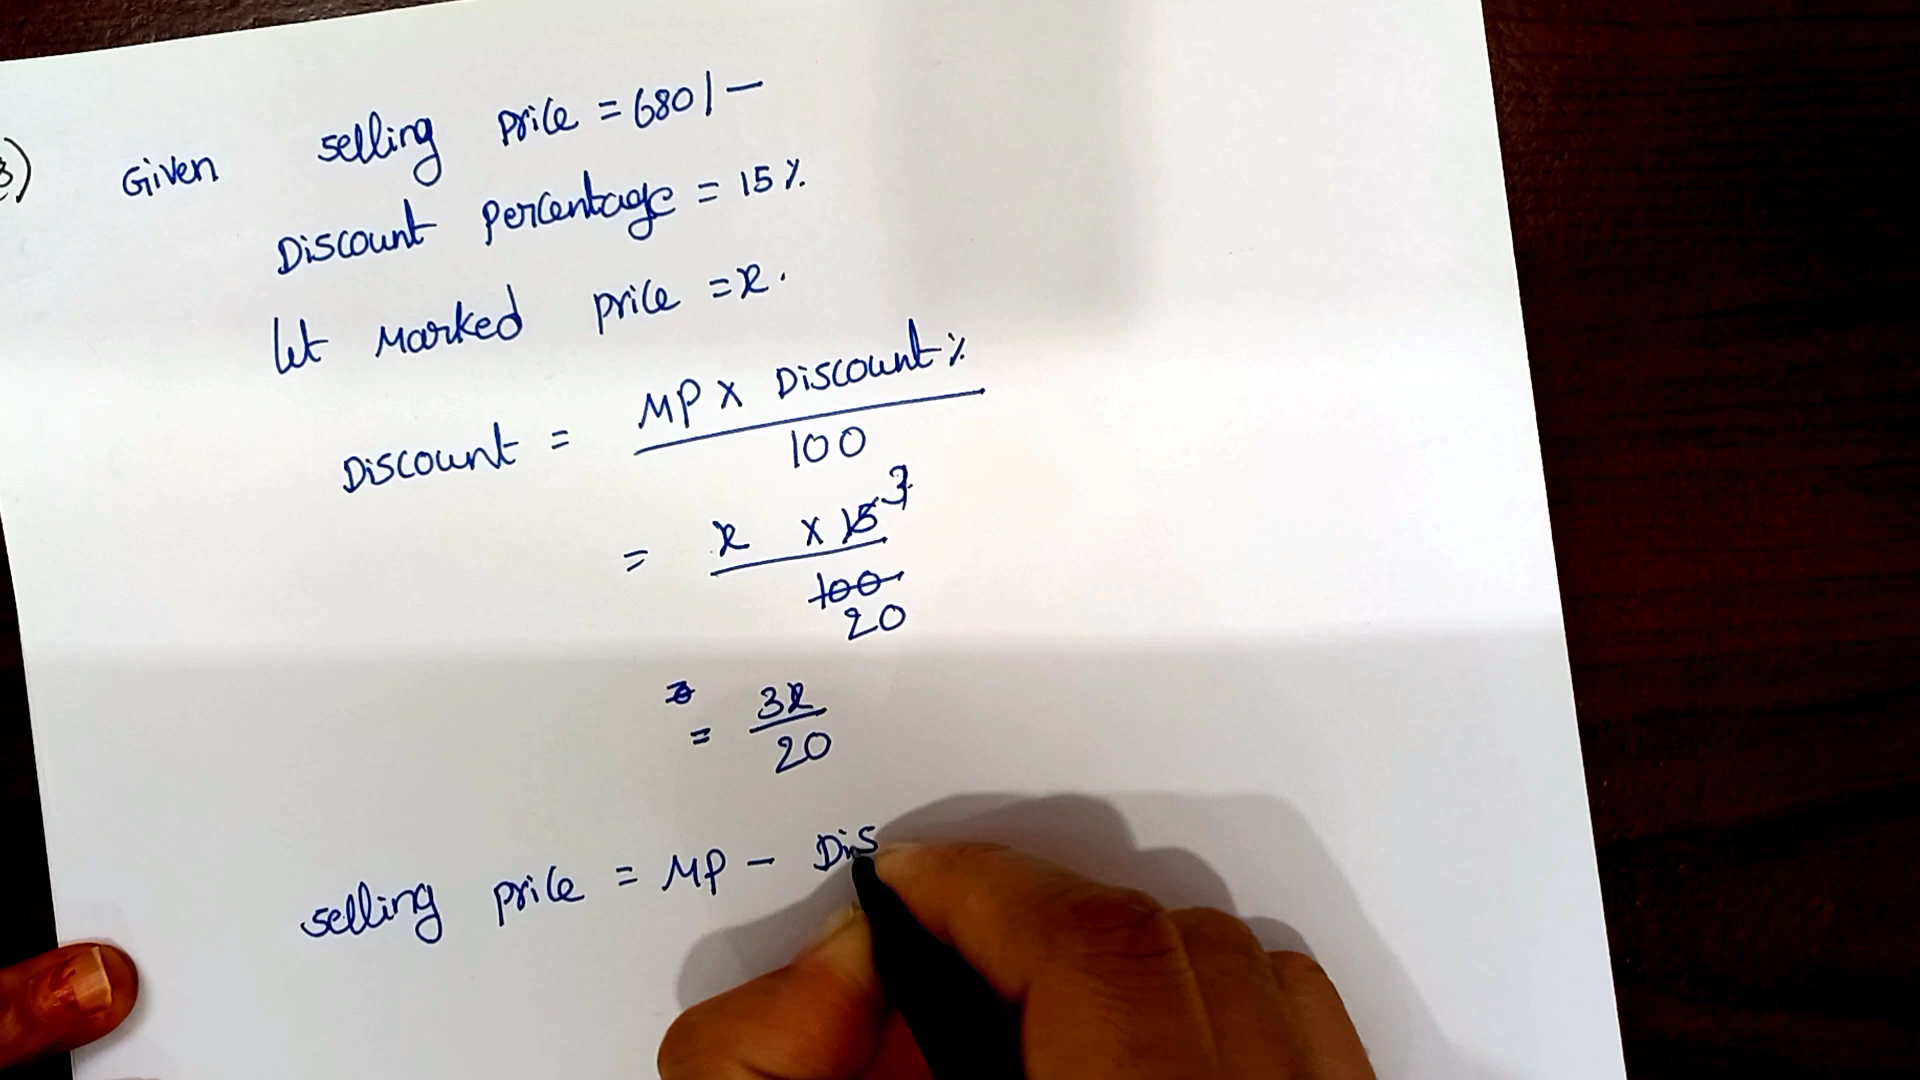 3) Given selling price = 680/-
Discount percentage = 15%
let Marked price = x.
Discount = MP x Discount% / 100
= x x 15 3 / 100 20
= 3x / 20
selling price = MP - Dis